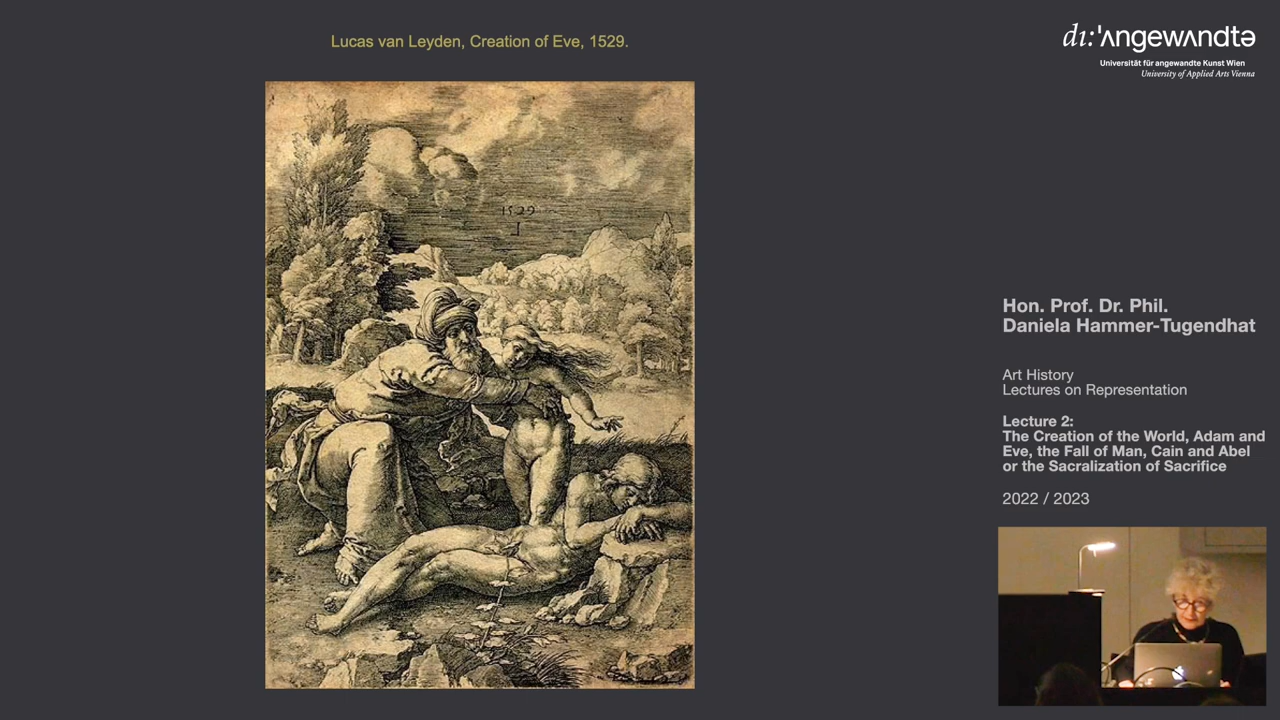 Lucas van Leyden, Creation of Eve, 1529.
dı:'ʌngewʌndtə
Universität für angewandte Kunst Wien
University of Applied Arts Vienna
1529
L
Hon. Prof. Dr. Phil.
Daniela Hammer-Tugendhat
Art History
Lectures on Representation
Lecture 2:
The Creation of the World, Adam and
Eve, the Fall of Man, Cain and Abel
or the Sacralization of Sacrifice
2022 / 2023